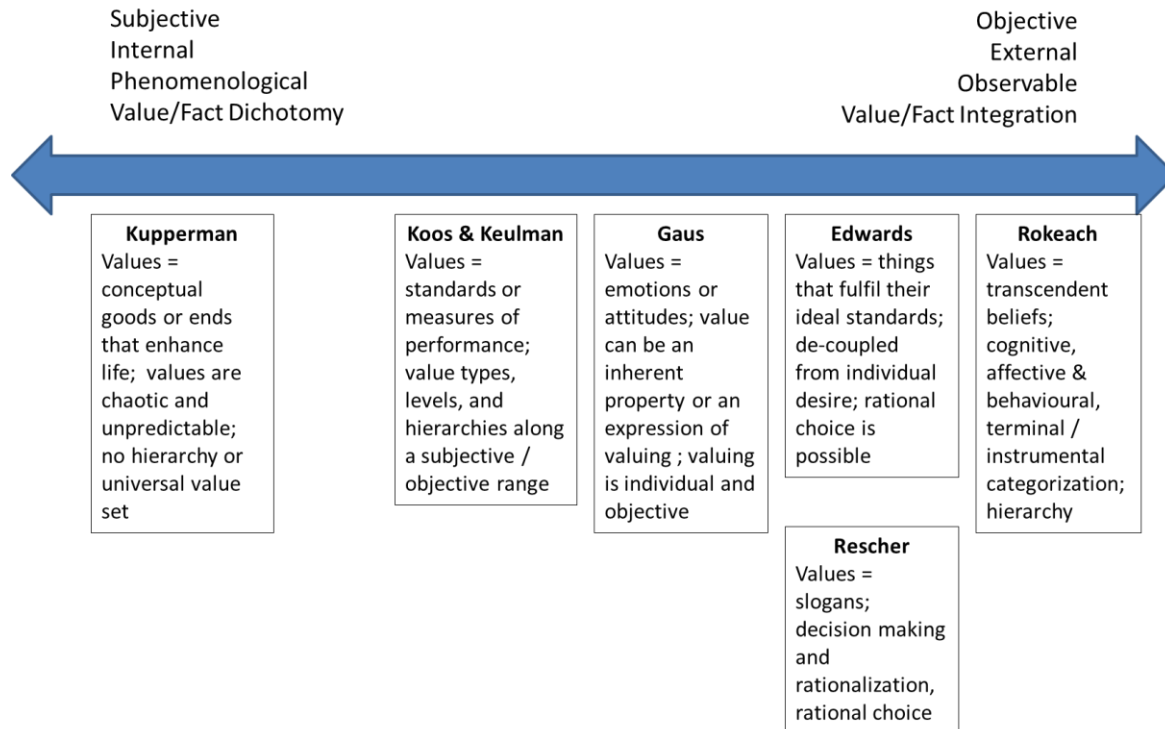 Subjective
Internal
Phenomenological
Value/Fact Dichotomy
Objective
External
Observable
Value/Fact Integration
Kupperman
Values =
conceptual
goods or ends
that enhance
life;  values are
chaotic and
unpredictable;
no hierarchy or
universal value
set
Koos & Keulman
Values =
standards or
measures of
performance;
value types,
levels, and
hierarchies along
a subjective /
objective range
Gaus
Values =
emotions or
attitudes; value
can be an
inherent
property or an
expression of
valuing ; valuing
is individual and
objective
Edwards
Values = things
that fulfil their
ideal standards;
de-coupled
from individual
desire; rational
choice is
possible
Rokeach
Values =
transcendent
beliefs;
cognitive,
affective &
behavioural,
terminal /
instrumental
categorization;
hierarchy
Rescher
Values =
slogans;
decision making
and
rationalization,
rational choice